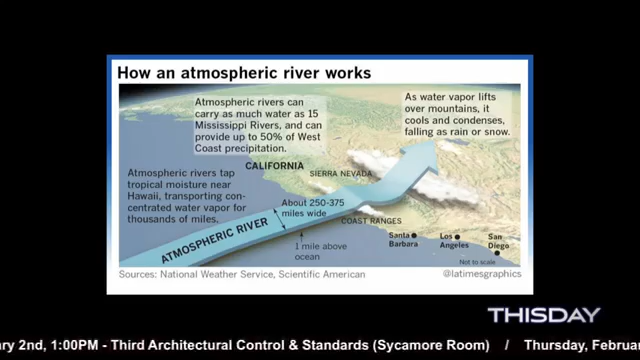 How an atmospheric river works
Atmospheric rivers can
carry as much water as 15
Mississippi Rivers, and can
provide up to 50% of West
Coast precipitation.
As water vapor lifts
over mountains, it
cools and condenses,
falling as rain or snow.
CALIFORNIA
SIERRA NEVADA
Atmospheric rivers tap
tropical moisture near
Hawaii, transporting con-
centrated water vapor for
thousands of miles.
About 250-375
miles wide
COAST RANGES
ATMOSPHERIC RIVER
1 mile above
ocean
Santa
Barbara
Los
Angeles
San
Diego
Not to scale
Sources: National Weather Service, Scientific American
@latimesgraphics
THISDAY
ry 2nd, 1:00PM - Third Architectural Control & Standards (Sycamore Room) / Thursday, Februar